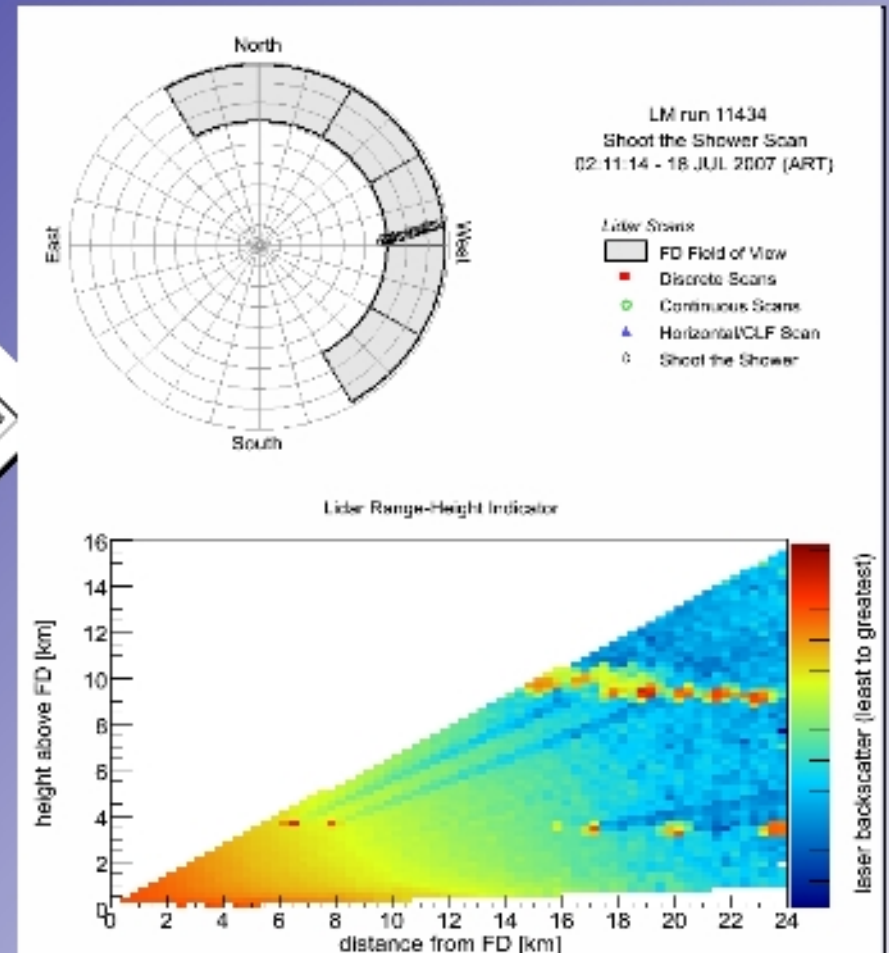 North
East
West
South
LM run 11434
Shoot the Shower Scan
02:11:14 - 18 JUL 2007 (ART)
Lidar Scans
FD Field of View
Discrete Scans
Continuous Scans
Horizontal/CLF Scan
Shoot the Shower
Lidar Range-Height Indicator
height above FD [km]
16
14
12
10
8
6
4
2
0
0 2 4 6 8 10 12 14 16 18 20 22 24
distance from FD [km]
laser backscatter (least to greatest)